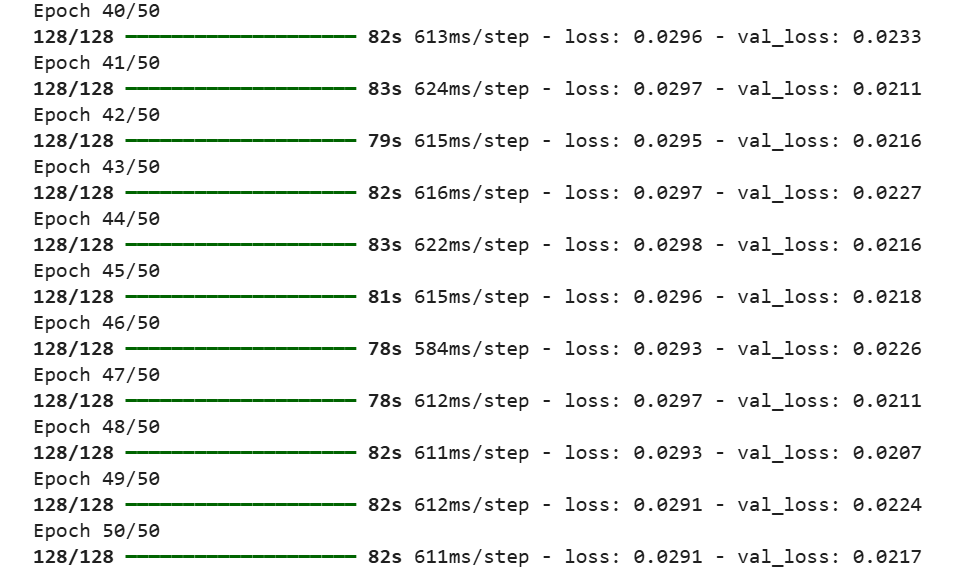 Epoch 40/50
128/128 ━━━━━━━━━━━━━━━━━━━━ 82s 613ms/step - loss: 0.0296 - val_loss: 0.0233
Epoch 41/50
128/128 ━━━━━━━━━━━━━━━━━━━━ 83s 624ms/step - loss: 0.0297 - val_loss: 0.0211
Epoch 42/50
128/128 ━━━━━━━━━━━━━━━━━━━━ 79s 615ms/step - loss: 0.0295 - val_loss: 0.0216
Epoch 43/50
128/128 ━━━━━━━━━━━━━━━━━━━━ 82s 616ms/step - loss: 0.0297 - val_loss: 0.0227
Epoch 44/50
128/128 ━━━━━━━━━━━━━━━━━━━━ 83s 622ms/step - loss: 0.0298 - val_loss: 0.0216
Epoch 45/50
128/128 ━━━━━━━━━━━━━━━━━━━━ 81s 615ms/step - loss: 0.0296 - val_loss: 0.0218
Epoch 46/50
128/128 ━━━━━━━━━━━━━━━━━━━━ 78s 584ms/step - loss: 0.0293 - val_loss: 0.0226
Epoch 47/50
128/128 ━━━━━━━━━━━━━━━━━━━━ 78s 612ms/step - loss: 0.0297 - val_loss: 0.0211
Epoch 48/50
128/128 ━━━━━━━━━━━━━━━━━━━━ 82s 611ms/step - loss: 0.0293 - val_loss: 0.0207
Epoch 49/50
128/128 ━━━━━━━━━━━━━━━━━━━━ 82s 612ms/step - loss: 0.0291 - val_loss: 0.0224
Epoch 50/50
128/128 ━━━━━━━━━━━━━━━━━━━━ 82s 611ms/step - loss: 0.0291 - val_loss: 0.0217